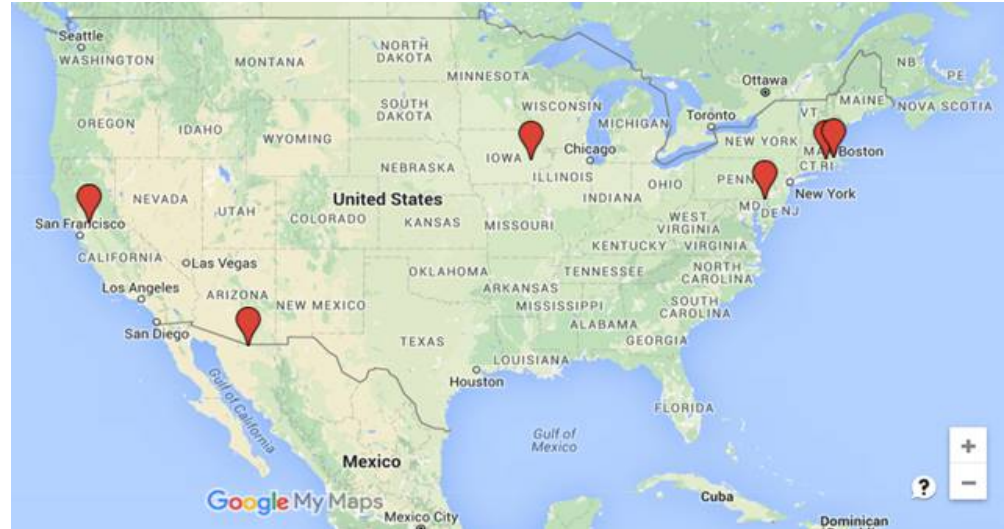 Seattle
WASHINGTON
MONTANA
NORTH
DAKOTA
MINNESOTA
Ottawa
NB
PE
MAINE
NOVA SCOTIA
VT
OREGON
IDAHO
WYOMING
SOUTH
DAKOTA
WISCONSIN
MICHIGAN
Toronto
NEW YORK
MA
Boston
CT
RI
IOWA
Chicago
NEBRASKA
ILLINOIS
INDIANA
OHIO
PENN
New York
MD
DE
NJ
NEVADA
UTAH
COLORADO
United States
KANSAS
MISSOURI
WEST
VIRGINIA
KENTUCKY
VIRGINIA
San Francisco
CALIFORNIA
Las Vegas
Los Angeles
San Diego
ARIZONA
NEW MEXICO
OKLAHOMA
ARKANSAS
TENNESSEE
NORTH
CAROLINA
SOUTH
CAROLINA
MISSISSIPPI
ALABAMA
GEORGIA
TEXAS
LOUISIANA
Houston
FLORIDA
Gulf of California
Gulf of
Mexico
Mexico
Google My Maps
Mexico City
Cuba
Dominican
+
−
?